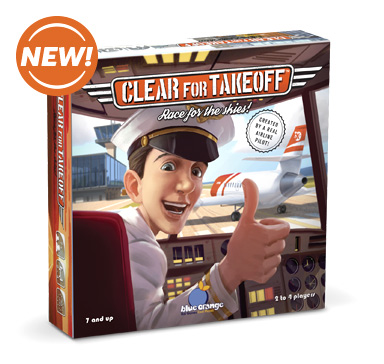 NEW!
CLEAR FOR TAKEOFF
Race for the skies!
CREATED
BY A REAL
AIRLINE
PILOT!
CLEAR FOR TAKEOFF
7 and up
blue orange
2 to 4 players